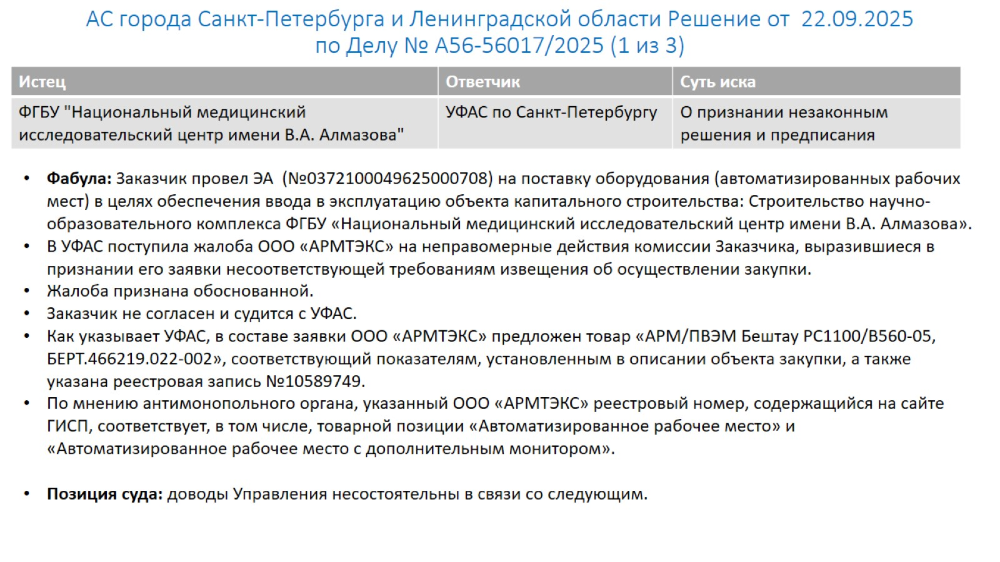 АС города Санкт-Петербурга и Ленинградской области Решение от 22.09.2025
по Делу № А56-56017/2025 (1 из 3)
Истец Ответчик Суть иска
ФГБУ "Национальный медицинский УФАС по Санкт-Петербургу О признании незаконным
исследовательский центр имени В.А. Алмазова" решения и предписания
• Фабула: Заказчик провел ЭА (№0372100049625000708) на поставку оборудования (автоматизированных рабочих
мест) в целях обеспечения ввода в эксплуатацию объекта капитального строительства: Строительство научно-
образовательного комплекса ФГБУ «Национальный медицинский исследовательский центр имени В.А. Алмазова».
• В УФАС поступила жалоба ООО «АРМТЭКС» на неправомерные действия комиссии Заказчика, выразившиеся в
признании его заявки несоответствующей требованиям извещения об осуществлении закупки.
• Жалоба признана обоснованной.
• Заказчик не согласен и судится с УФАС.
• Как указывает УФАС, в составе заявки ООО «АРМТЭКС» предложен товар «АРМ/ПВЭМ Бештау РС1100/В560-05,
БЕРТ.466219.022-002», соответствующий показателям, установленным в описании объекта закупки, а также
указана реестровая запись №10589749.
• По мнению антимонопольного органа, указанный ООО «АРМТЭКС» реестровый номер, содержащийся на сайте
ГИСП, соответствует, в том числе, товарной позиции «Автоматизированное рабочее место» и
«Автоматизированное рабочее место с дополнительным монитором».
• Позиция суда: доводы Управления несостоятельны в связи со следующим.